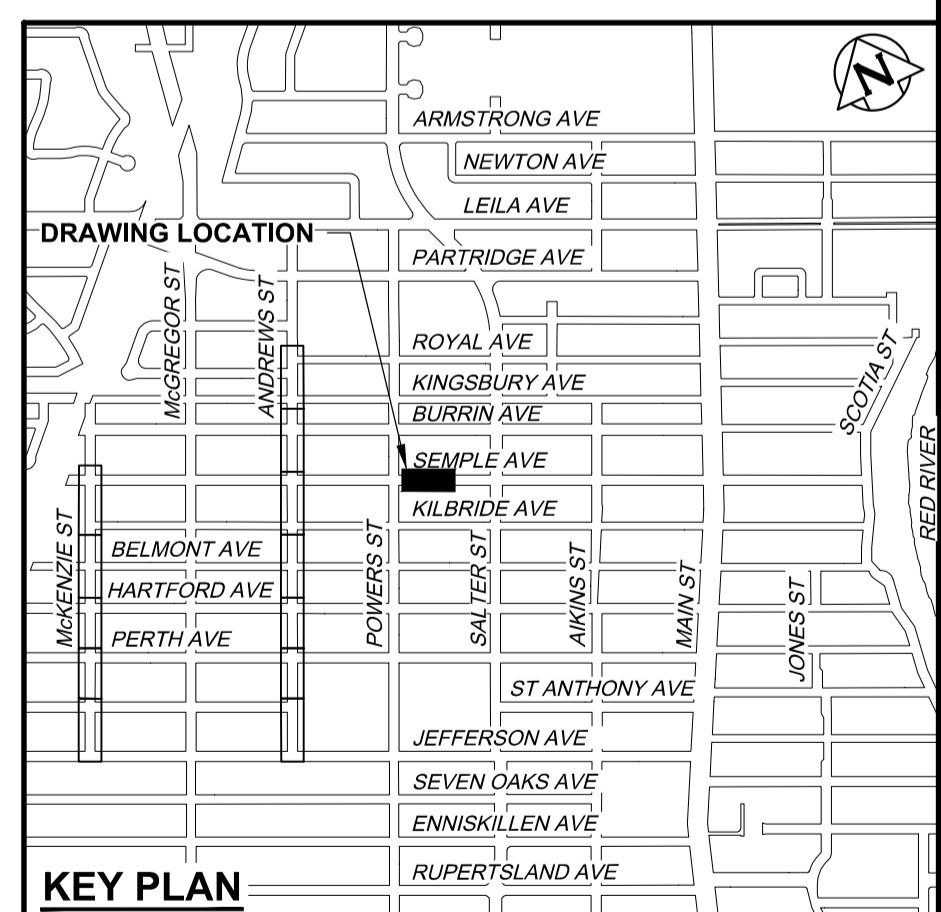 N
ARMSTRONG AVE
NEWTON AVE
LEILA AVE
DRAWING LOCATION
PARTRIDGE AVE
McGREGOR ST
ANDREWS ST
ROYAL AVE
KINGSBURY AVE
BURRIN AVE
SCOTIA ST
SEMPLE AVE
RED RIVER
KILBRIDE AVE
McKENZIE ST
BELMONT AVE
POWERS ST
SALTER ST
AIKINS ST
MAIN ST
JONES ST
HARTFORD AVE
PERTH AVE
ST ANTHONY AVE
JEFFERSON AVE
SEVEN OAKS AVE
ENNISKILLEN AVE
RUPERTSLAND AVE
KEY PLAN